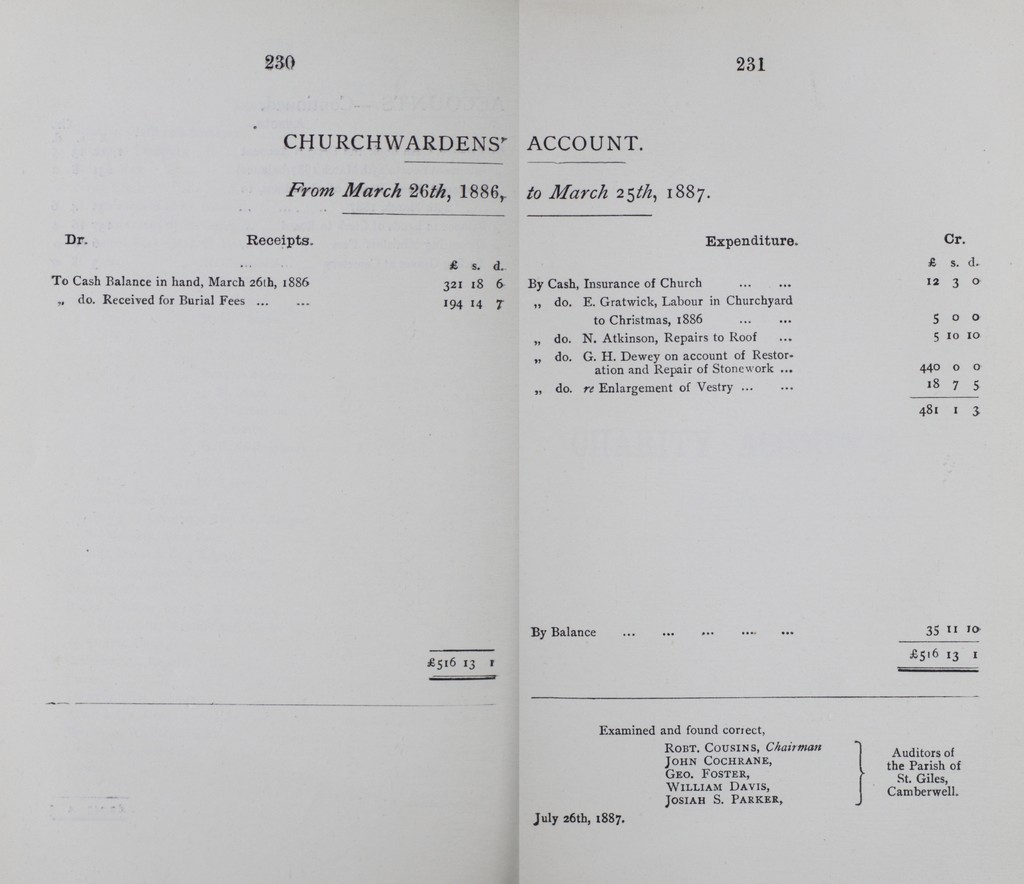 230
CHURCHWARDENS'
From March 26th, 1886,
Dr. Receipts.
£ s. d.
To Cash Balance in hand, March 26th, 1886 321 18 6
„ do. Received for Burial Fees ... ... 194 14 7
£516 13 1
231
ACCOUNT.
to March 25th, 1887.
Expenditure. Cr.
£ s. d.
By Cash, Insurance of Church ... ... 12 3 0
„ do. E. Gratwick, Labour in Churchyard
to Christmas, 1886 ... ... 5 0 0
„ do. N. Atkinson, Repairs to Roof ... 5 10 10
„ do. G. H. Dewey on account of Restor-
ation and Repair of Stonework ... 440 0 0
„ do. re Enlargement of Vestry ... ... 18 7 5
481 1 3
By Balance ... ... ... ... ... 35 11 10
£516 13 1
Examined and found correct,
ROBT. COUSINS, Chairman
JOHN COCHRANE,
GEO. FOSTER,
WILLIAM DAVIS,
JOSIAH S. PARKER,
Auditors of
the Parish of
St. Giles,
Camberwell.
July 26th, 1887.